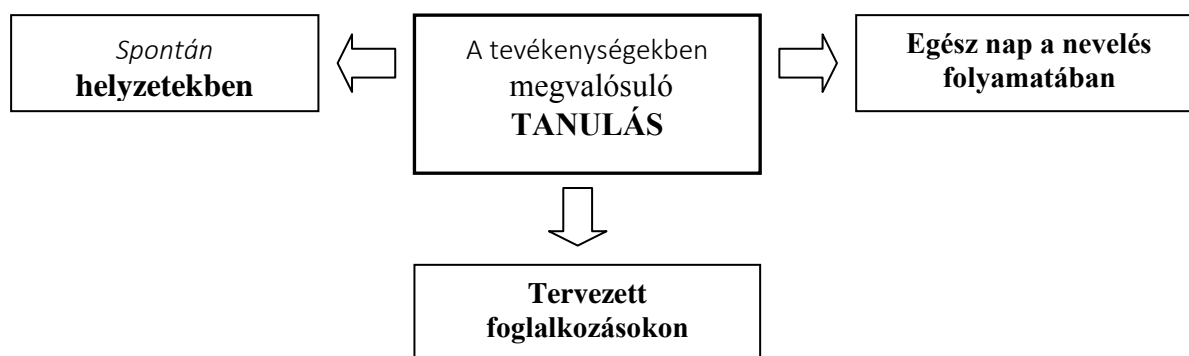 Spontán
helyzetekben
A tevékenységekben
megvalósuló
TANULÁS
Egész nap a nevelés
folyamatában
Tervezett
foglalkozásokon